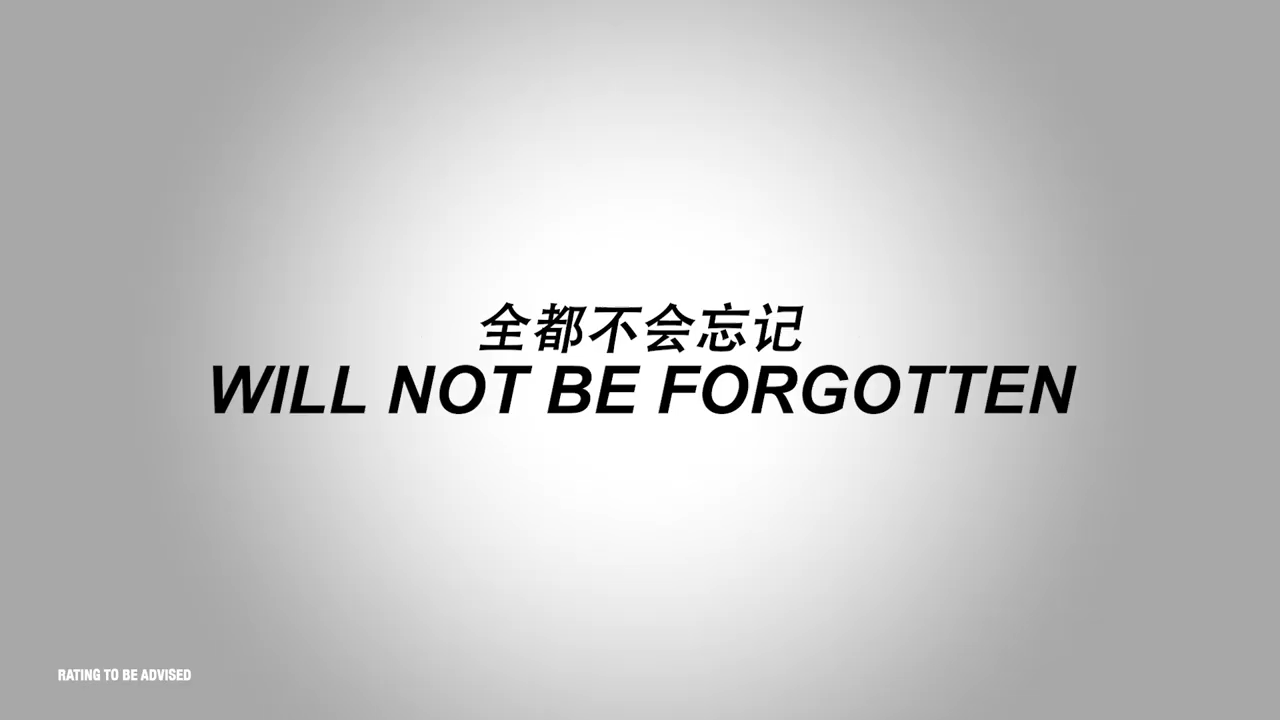 全都不会忘记
WILL NOT BE FORGOTTEN
RATING TO BE ADVISED